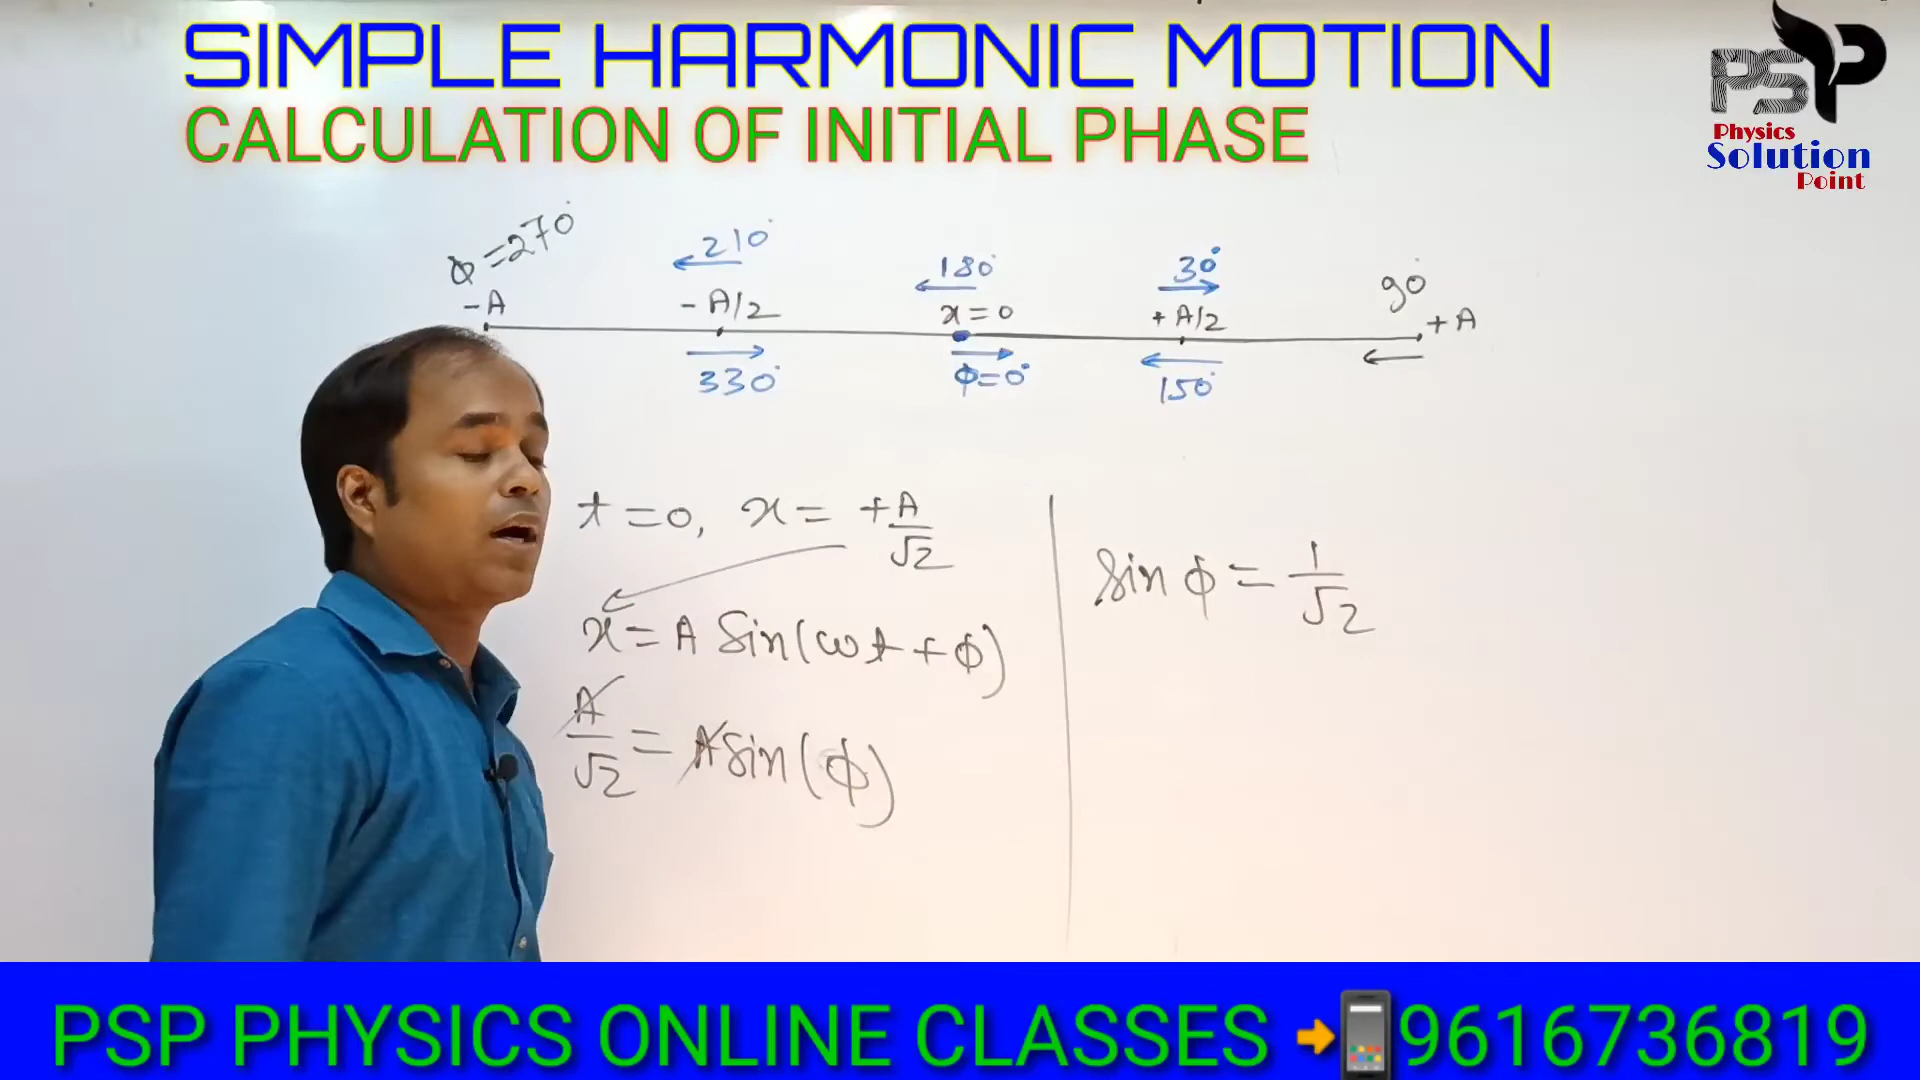 SIMPLE HARMONIC MOTION
CALCULATION OF INITIAL PHASE
PSP
Physics
Solution
Point
ϕ=270°
210°
180°
30°
90°
-A
-A/2
x=0
+A/2
+A
330°
ϕ=0°
150°
t=0, x= +A/√2
x=A Sin(ωt+ϕ)
A/√2 = A Sin(ϕ)
Sin ϕ = 1/√2
PSP PHYSICS ONLINE CLASSES 9616736819